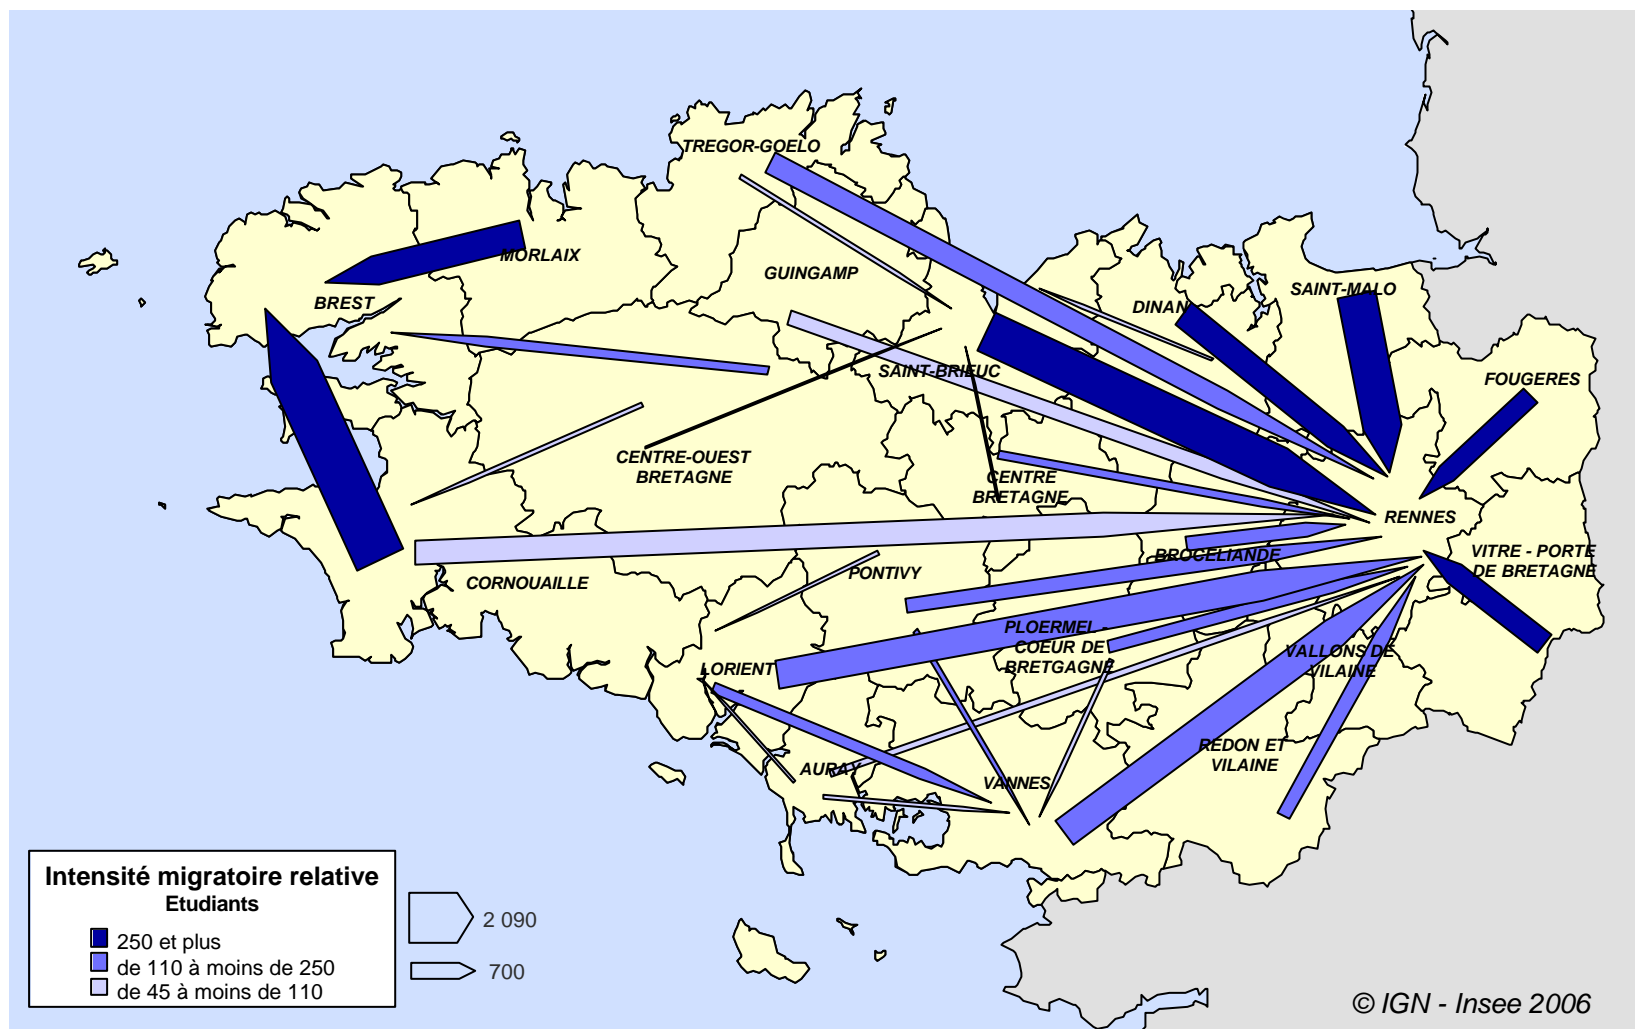 TREGOR-GOELO
MORLAIX
GUINGAMP
BREST
DINAN
SAINT-MALO
SAINT-BRIEUC
FOUGERES
CENTRE-OUEST
BRETAGNE
CENTRE
BRETAGNE
RENNES
BROCELIANDE
VITRE - PORTE
DE BRETAGNE
CORNOUAILLE
PONTIVY
PLOERMEL -
COEUR DE
BRETGAGNE
VALLONS DE
VILAINE
LORIENT
REDON ET
VILAINE
AURAY
VANNES
Intensité migratoire relative
Etudiants
250 et plus
de 110 à moins de 250
de 45 à moins de 110
2 090
700
© IGN - Insee 2006